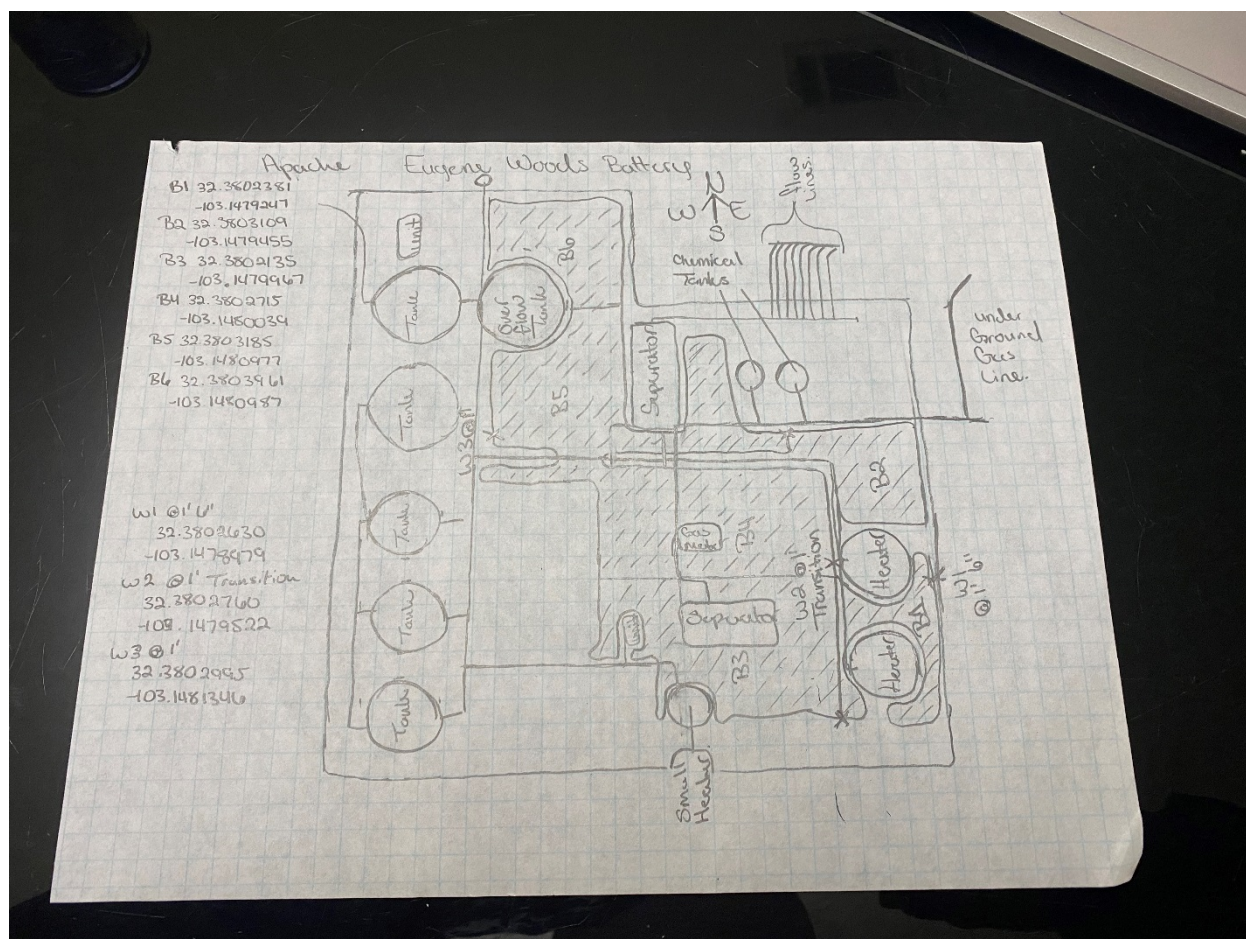 Apache Eugene Woods Battery
B1 32.3802381
-103.1479247
B2 32.3803109
-103.1479455
B3 32.3802135
-103.1479967
B4 32.3802715
-103.1480039
B5 32.3803185
-103.1480977
B6 32.3803961
-103.1480987
W1 @1'6"
32.3802630
-103.1478979
W2 @1' Transition
32.3802760
-103.1479822
W3 @1'
32.3802995
-103.1481346
N
W E
S
flow
lines
Chemical
Tanks
under
Ground
Gas
Line.
unit
Tank
Over
flow
Tank
B6
Tank
W3@1'
B5
Separator
B2
Tank
Gas
meter
B4
W2 @1'
Transition
Heater
W1
@1'6"
Tank
unit
Separator
B3
Heater
B1
Tank
Small
Heater